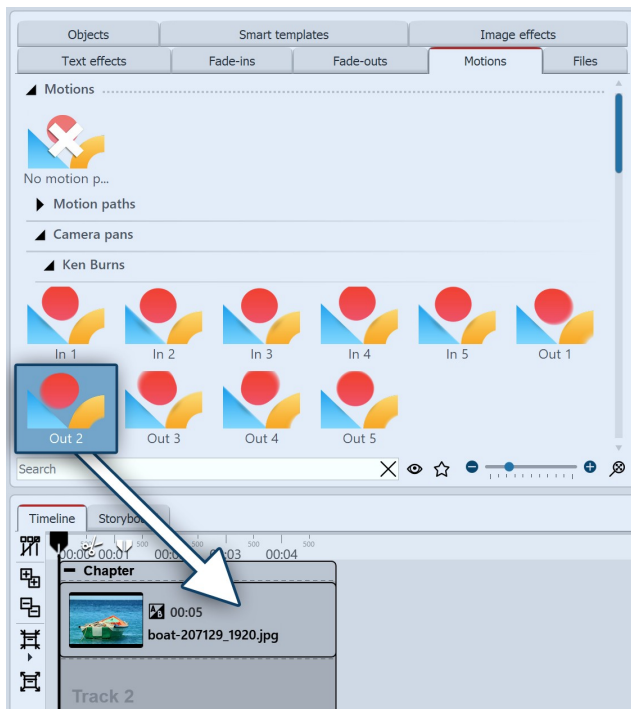 Objects Smart templates Image effects
Text effects Fade-ins Fade-outs Motions Files
Motions
No motion p...
Motion paths
Camera pans
Ken Burns
In 1 In 2 In 3 In 4 In 5 Out 1
Out 2 Out 3 Out 4 Out 5
Search
Timeline
500 500 500 500
00:01 00:03 00:04
Chapter
00:05
boat-207129_1920.jpg
Track 2